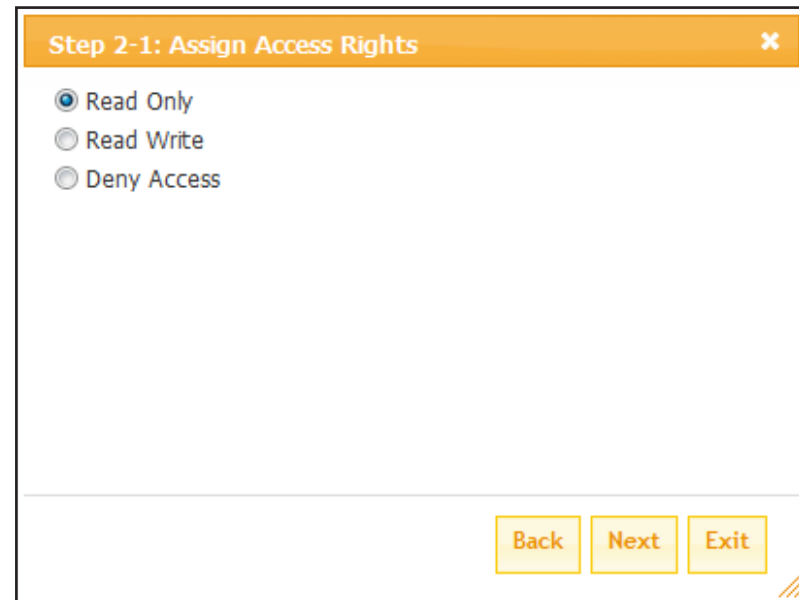 Step 2-1: Assign Access Rights
Read Only
Read Write
Deny Access
Back Next Exit